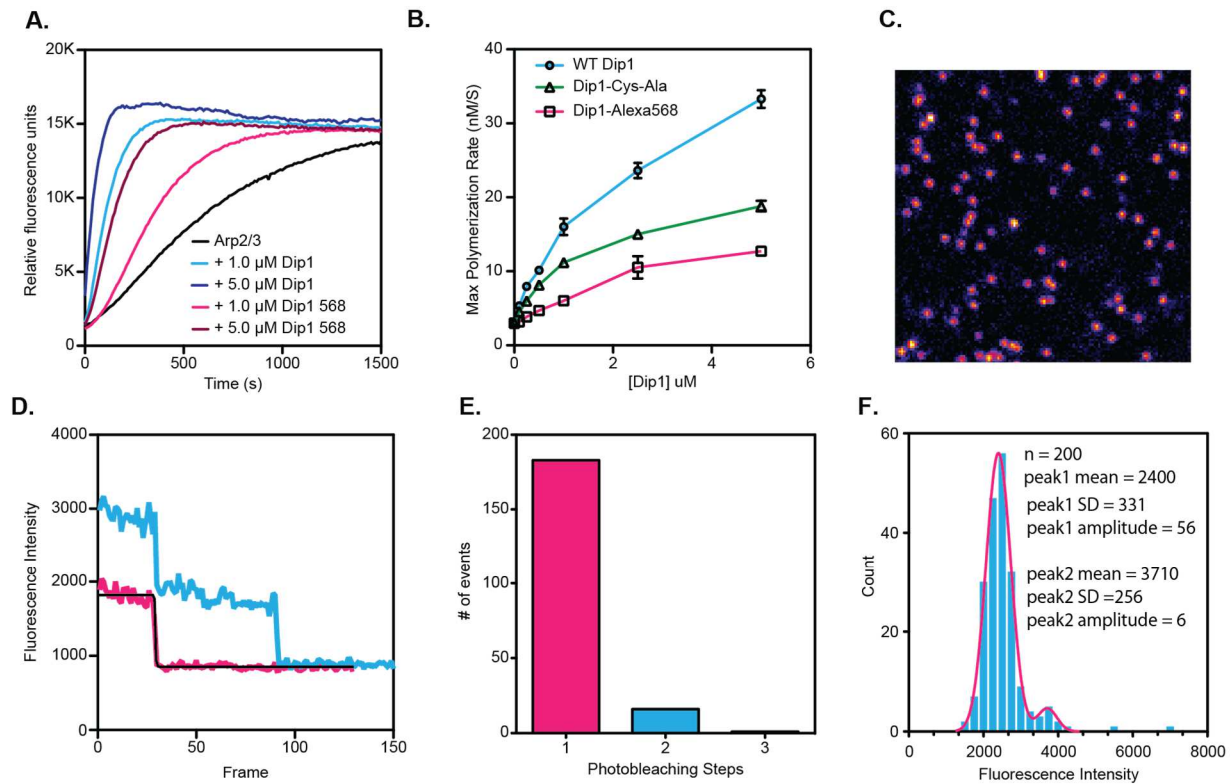 A.
20K
15K
10K
5K
0
0
500
1000
1500
Relative fluorescence units
Time (s)
Arp2/3
+ 1.0 µM Dip1
+ 5.0 µM Dip1
+ 1.0 µM Dip1 568
+ 5.0 µM Dip1 568
B.
40
30
20
10
0
0
2
4
6
Max Polymerization Rate (nM/S)
[Dip1] uM
WT Dip1
Dip1-Cys-Ala
Dip1-Alexa568
C.
D.
4000
3000
2000
1000
0
0
50
100
150
Fluorescence Intensity
Frame
E.
200
150
100
50
0
1
2
3
# of events
Photobleaching Steps
F.
60
40
20
0
0
2000
4000
6000
8000
Count
Fluorescence Intensity
n = 200
peak1 mean = 2400
peak1 SD = 331
peak1 amplitude = 56
peak2 mean = 3710
peak2 SD =256
peak2 amplitude = 6